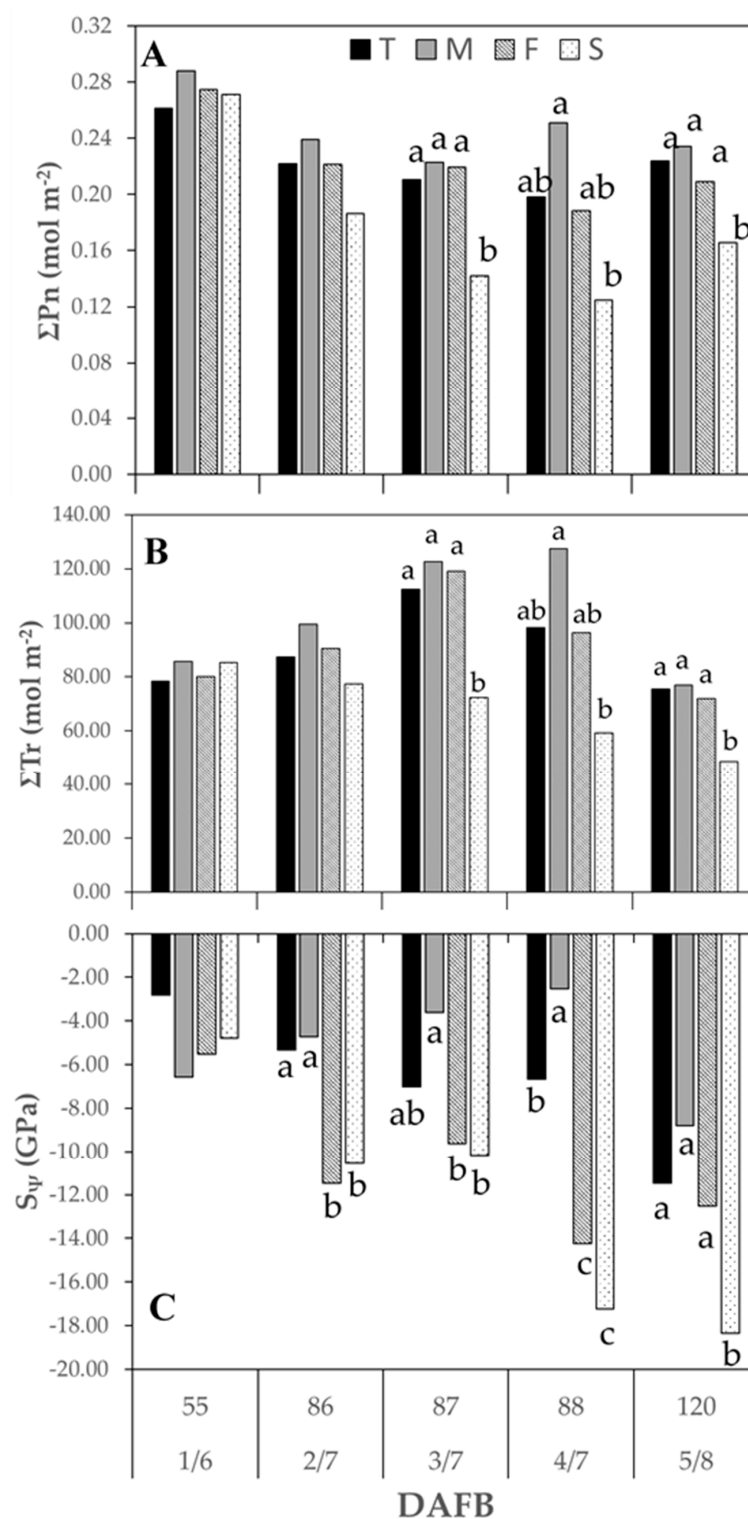 A
T M F S
0.32
0.28
0.24
0.20
0.16
0.12
0.08
0.04
0.00
ΣPn (mol m⁻²)
a a a b
ab a ab b
a a a b
B
140.00
120.00
100.00
80.00
60.00
40.00
20.00
0.00
ΣTr (mol m⁻²)
a a a b
ab a ab b
a a a b
C
0.00
-2.00
-4.00
-6.00
-8.00
-10.00
-12.00
-14.00
-16.00
-18.00
-20.00
SΨ (GPa)
a a b b
ab a b b
b a c c
a a a b
55 86 87 88 120
1/6 2/7 3/7 4/7 5/8
DAFB